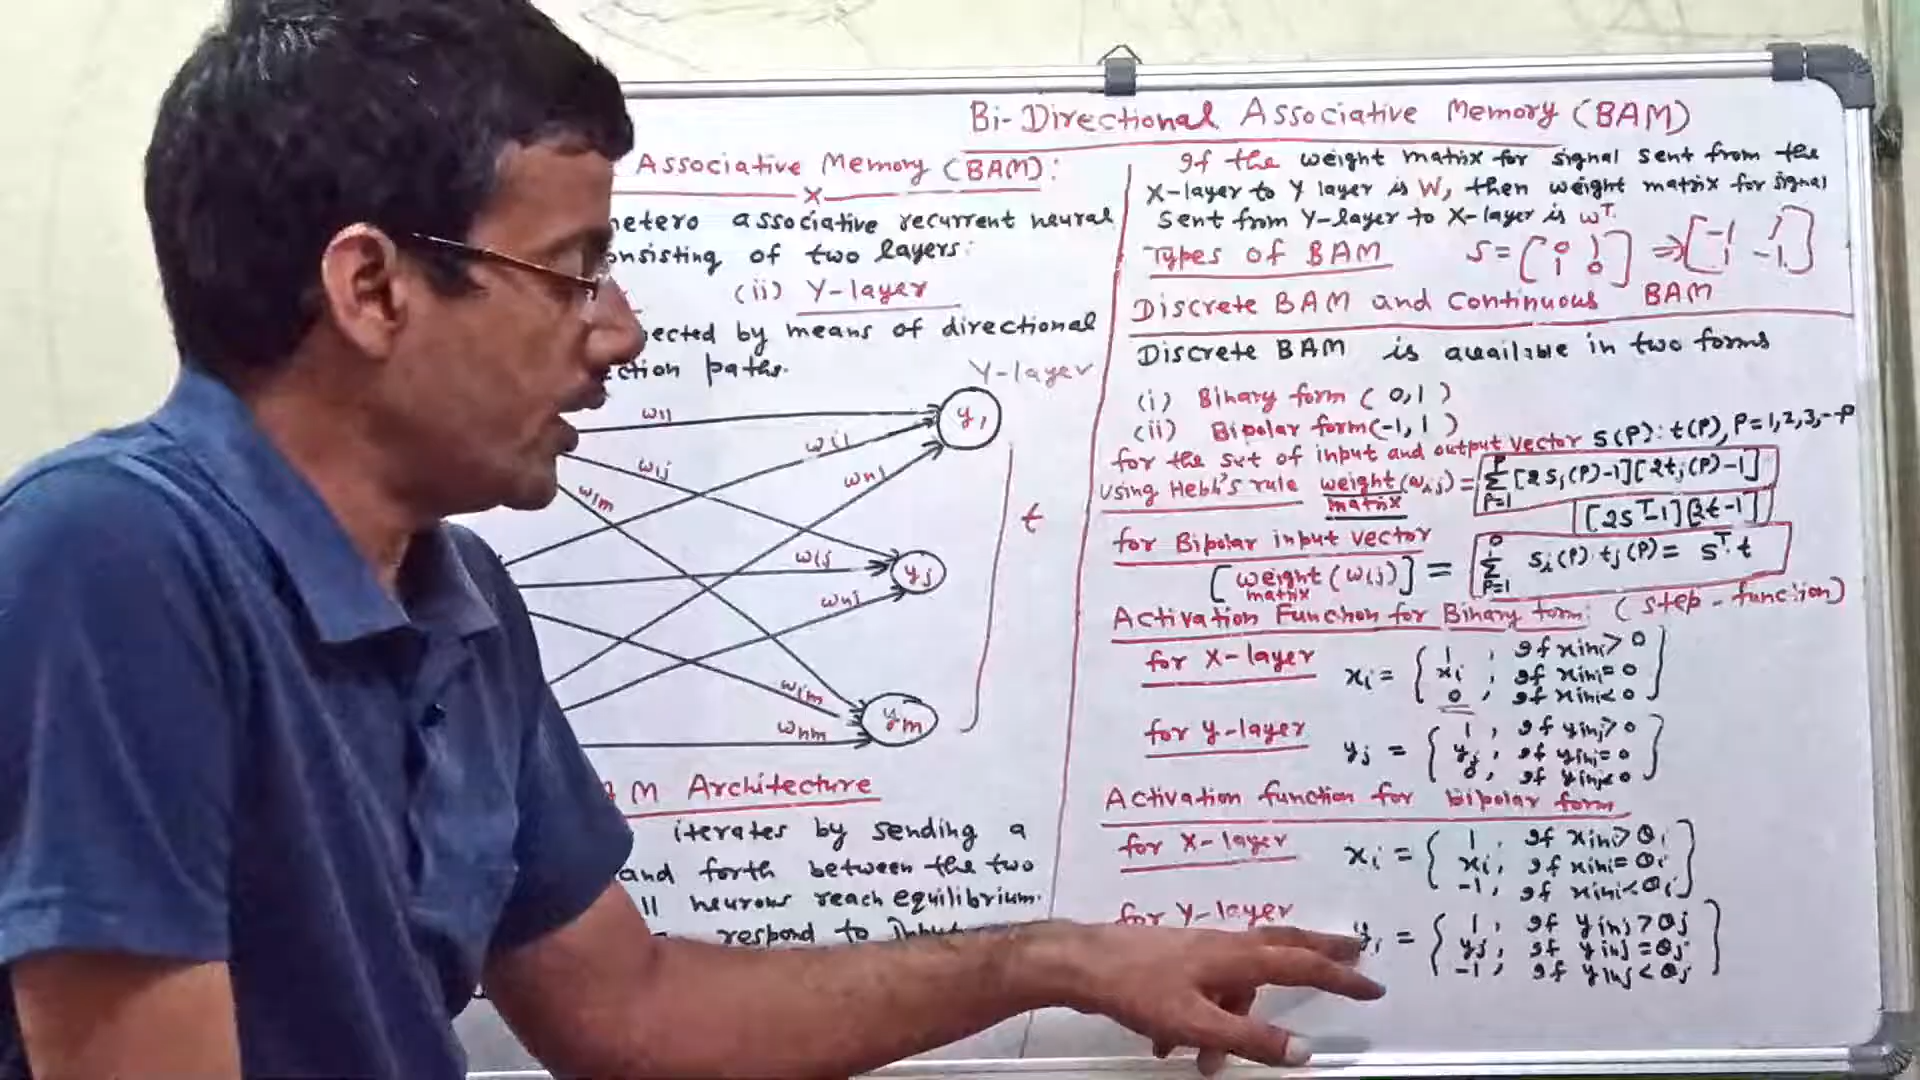 Bi-Directional Associative Memory (BAM)
Associative Memory (BAM):
X
hetero associative recurrent neural
onsisting of two layers:
(ii) Y-layer
ected by means of directional
ction paths.
Y-layer
w11
wi1
wn1
w1j
w1m
wij
wnj
wim
wnm
y1
yj
ym
t
AM Architecture
iterates by sending a
and forth between the two
ll neurons reach equilibrium.
respond to input
If the weight matrix for signal sent from the
X-layer to Y layer is W, then weight matrix for signal
sent from Y-layer to X-layer is W^T.
Types of BAM S = [0 1 1 0] => [-1 1 1 -1]
Discrete BAM and Continuous BAM
Discrete BAM is available in two forms
(i) Binary form (0,1)
(ii) Bipolar form(-1, 1)
for the set of input and output vector S(P): t(P), P=1,2,3,--P
Using Hebb's rule weight matrix (wij) = Σ P=1 P [2si(P)-1][2tj(P)-1]
[2S^T-1][2t-1]
for Bipolar input vector
[weight matrix (wij)] = Σ P=1 si(P).tj(P) = S^T.t
Activation Function for Binary form: (step-function)
for X-layer xi = { 1, If xini > 0
xi, If xini = 0
0, If xini < 0 }
for y-layer yj = { 1, If yinj > 0
yj, If yinj = 0
0, If yinj < 0 }
Activation function for bipolar form
for X-layer xi = { 1, If xini > θi
xi, If xini = θi
-1, If xini < θi }
for Y-layer yj = { 1, If yinj > θj
yj, If yinj = θj
-1, If yinj < θj }